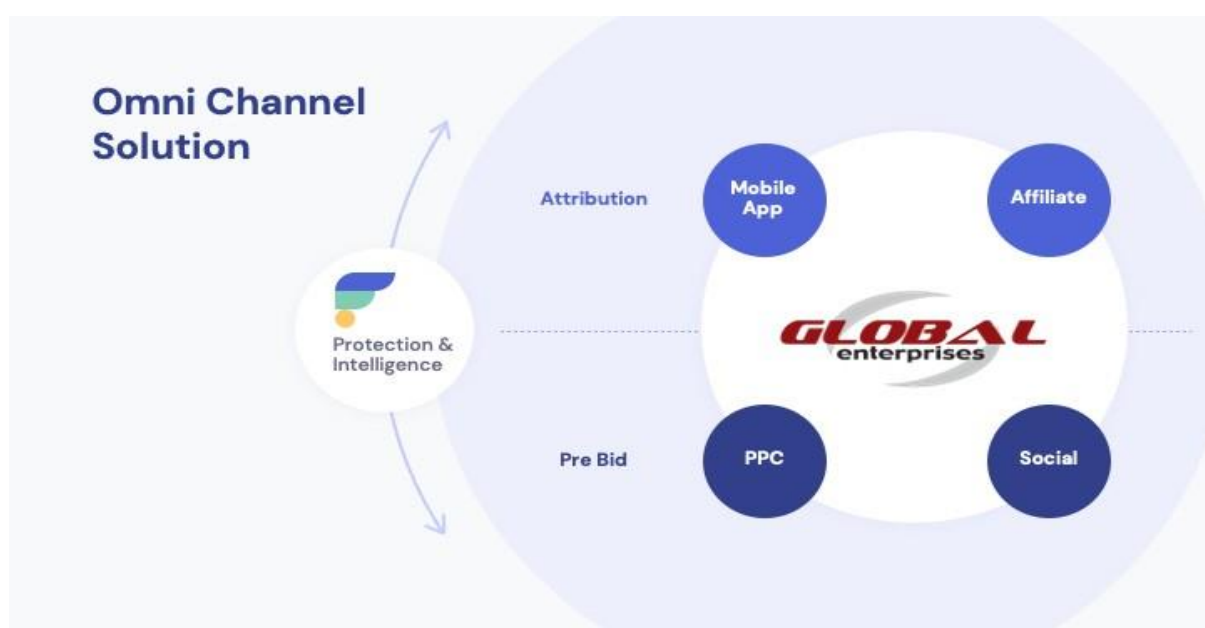 Omni Channel
Solution
Attribution
Mobile
App
Affiliate
Protection &
Intelligence
GLOBAL
enterprises
Pre Bid
PPC
Social